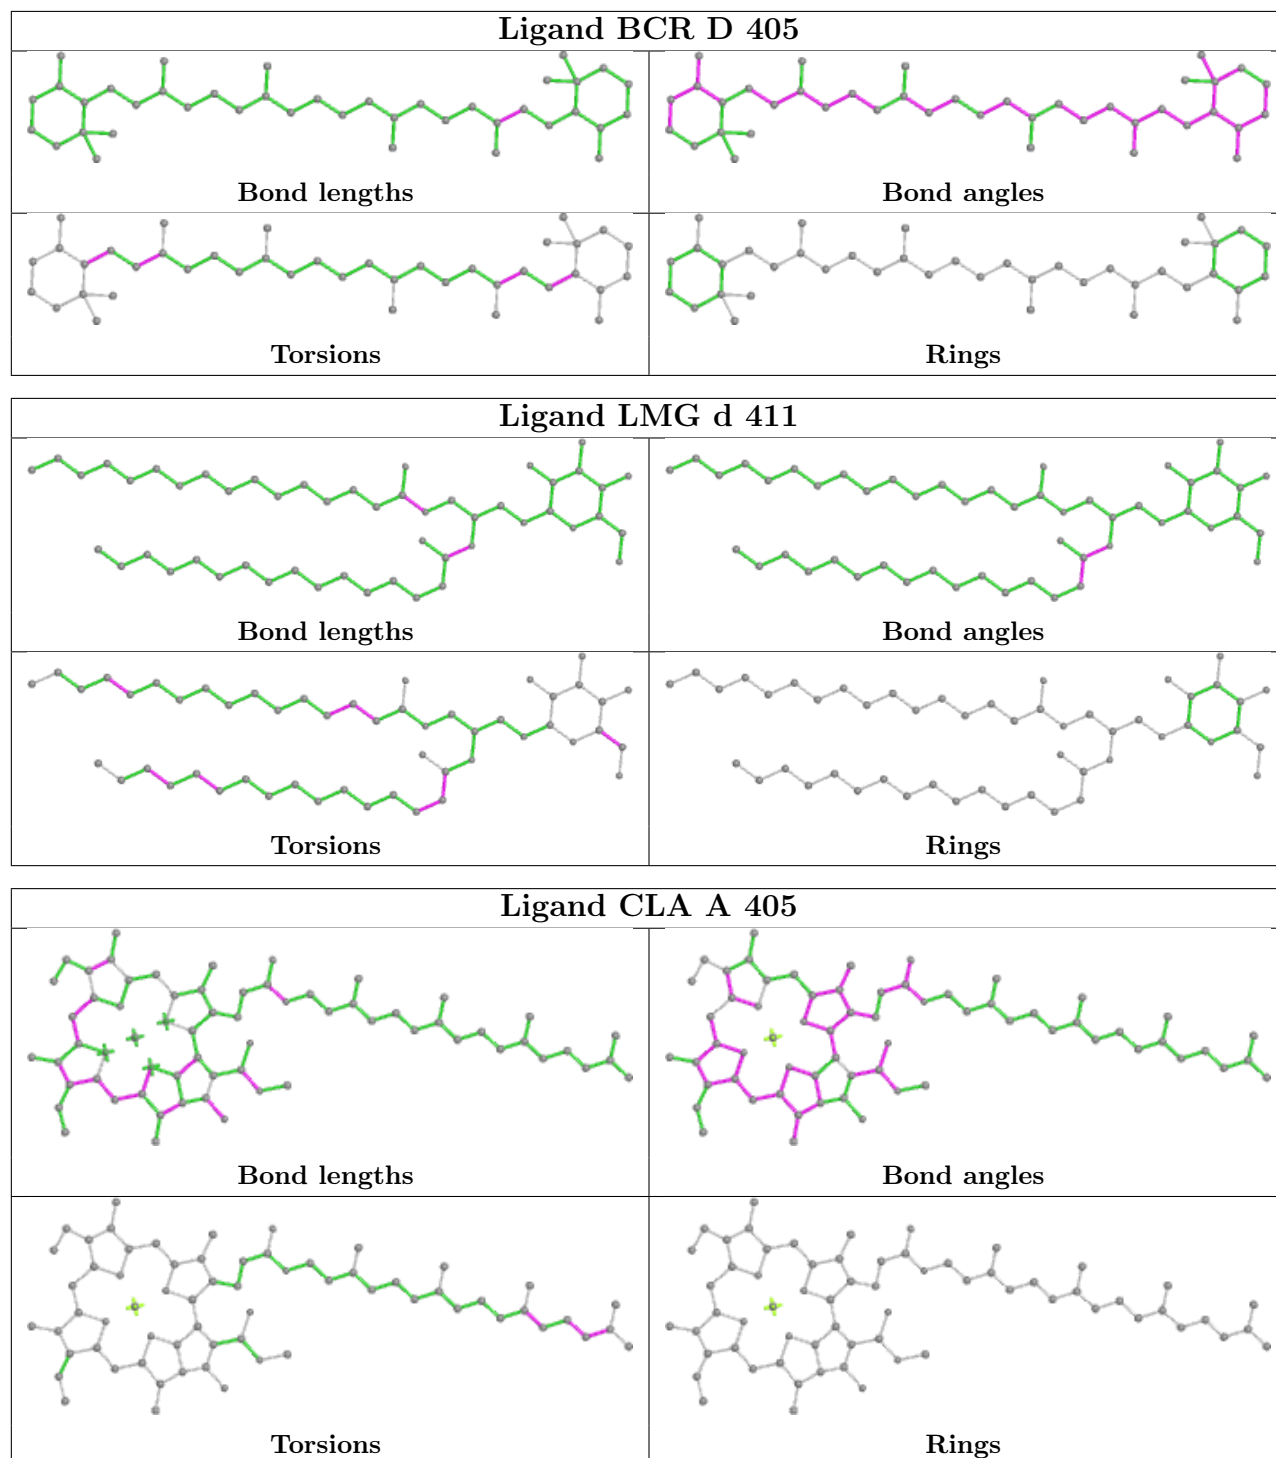 Ligand BCR D 405
Bond lengths
Bond angles
Torsions
Rings
Ligand LMG d 411
Bond lengths
Bond angles
Torsions
Rings
Ligand CLA A 405
Bond lengths
Bond angles
Torsions
Rings